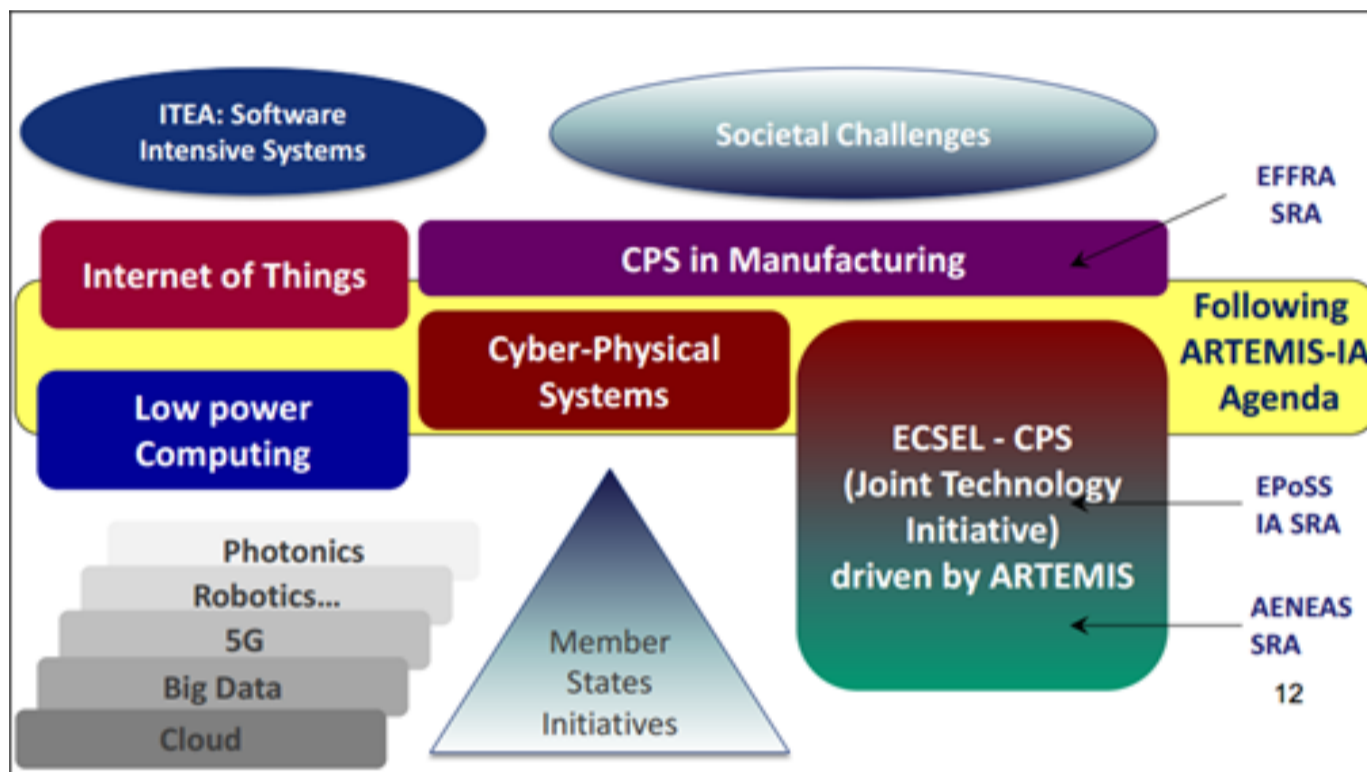 ITEA: Software
Intensive Systems
Societal Challenges
EFFRA
SRA
Internet of Things
CPS in Manufacturing
Following
ARTEMIS-IA
Agenda
Cyber-Physical
Systems
Low power
Computing
ECSEL - CPS
(Joint Technology
Initiative)
driven by ARTEMIS
EPoSS
IA SRA
AENEAS
SRA
12
Photonics
Robotics...
5G
Big Data
Cloud
Member
States
Initiatives